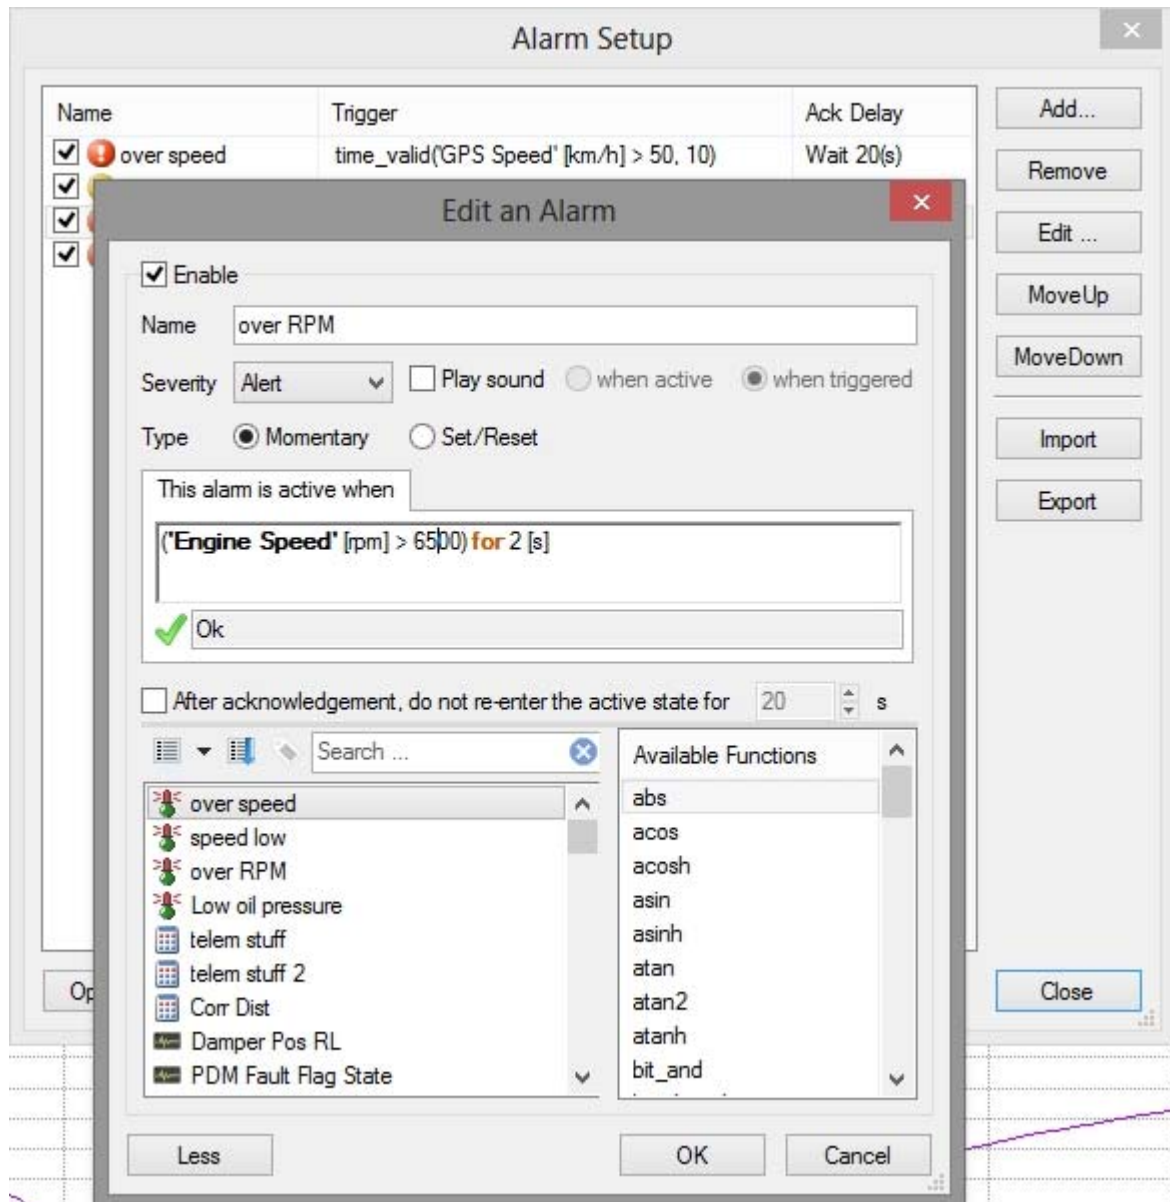 Alarm Setup
Name Trigger Ack Delay
over speed time_valid('GPS Speed' [km/h] > 50, 10) Wait 20(s)
Add...
Remove
Edit ...
MoveUp
MoveDown
Import
Export
Close
Op
Edit an Alarm
Enable
Name over RPM
Severity Alert Play sound when active when triggered
Type Momentary Set/Reset
This alarm is active when
('Engine Speed' [rpm] > 6500) for 2 [s]
Ok
After acknowledgement, do not re-enter the active state for 20 s
Search ...
over speed
speed low
over RPM
Low oil pressure
telem stuff
telem stuff 2
Corr Dist
Damper Pos RL
PDM Fault Flag State
Available Functions
abs
acos
acosh
asin
asinh
atan
atan2
atanh
bit_and
Less OK Cancel